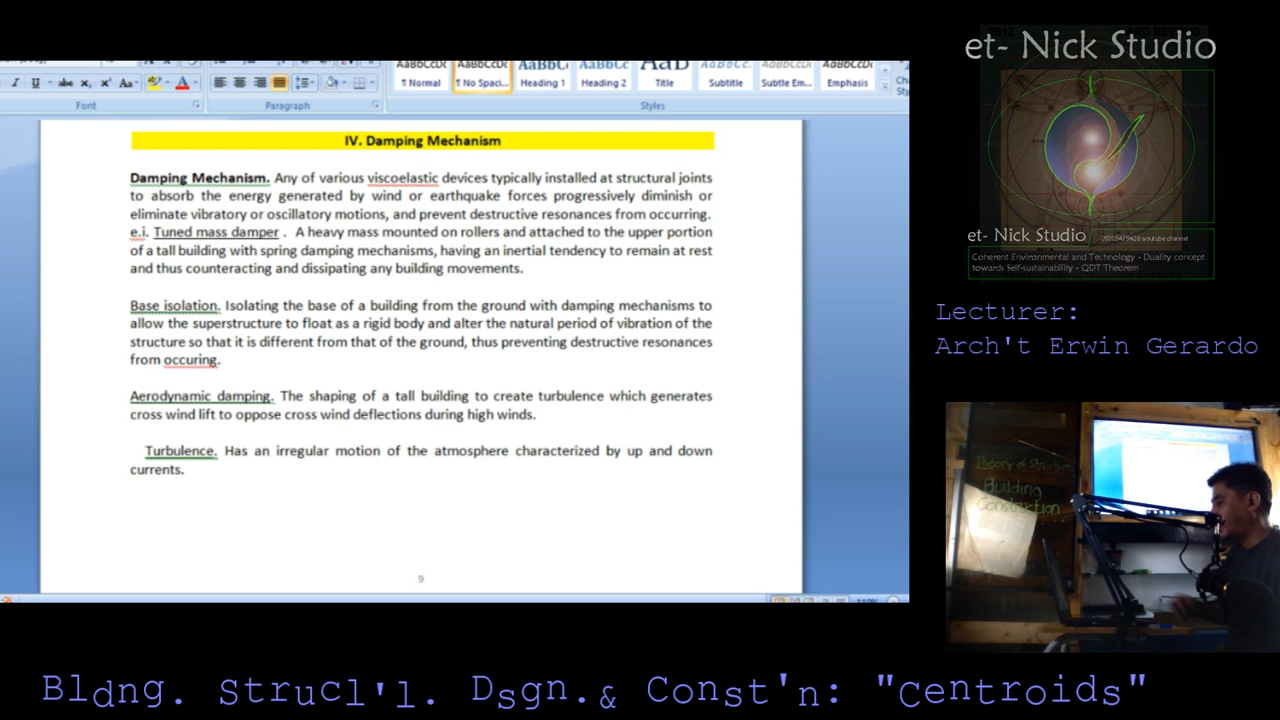 et- Nick Studio
Font
Paragraph
Styles
¶ Normal
¶ No Spaci...
Heading 1
Heading 2
Title
Subtitle
Subtle Em...
Emphasis
IV. Damping Mechanism
Damping Mechanism. Any of various viscoelastic devices typically installed at structural joints
to absorb the energy generated by wind or earthquake forces progressively diminish or
eliminate vibratory or oscillatory motions, and prevent destructive resonances from occurring.
e.i. Tuned mass damper . A heavy mass mounted on rollers and attached to the upper portion
of a tall building with spring damping mechanisms, having an inertial tendency to remain at rest
and thus counteracting and dissipating any building movements.
Base isolation. Isolating the base of a building from the ground with damping mechanisms to
allow the superstructure to float as a rigid body and alter the natural period of vibration of the
structure so that it is different from that of the ground, thus preventing destructive resonances
from occuring.
Aerodynamic damping. The shaping of a tall building to create turbulence which generates
cross wind lift to oppose cross wind deflections during high winds.
Turbulence. Has an irregular motion of the atmosphere characterized by up and down
currents.
9
et- Nick Studio
youtube channel
Coherent Environmental and Technology - Duality concept
towards Self-sustainability - QDT Theorem
Lecturer:
Arch't Erwin Gerardo
Theory of Structure
Building
Construction
Bldng. Strucl'l. Dsgn.& Const'n: "Centroids"